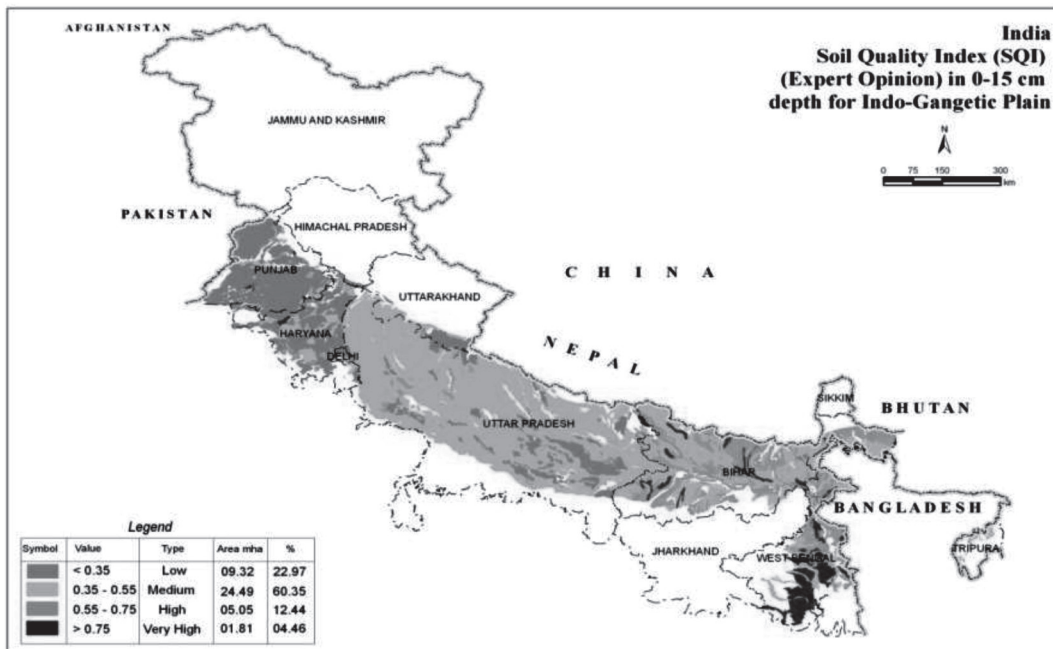 AFGHANISTAN
India
Soil Quality Index (SQI)
(Expert Opinion) in 0-15 cm
depth for Indo-Gangetic Plain
N
0 75 150 300
km
JAMMU AND KASHMIR
PAKISTAN
HIMACHAL PRADESH
PUNJAB
CHINA
UTTARAKHAND
HARYANA
DELHI
NEPAL
SIKKIM
BHUTAN
UTTAR PRADESH
BIHAR
BANGLADESH
JHARKHAND
WEST BENGAL
TRIPURA
Legend
Symbol Value Type Area mha %
< 0.35 Low 09.32 22.97
0.35 - 0.55 Medium 24.49 60.35
0.55 - 0.75 High 05.05 12.44
> 0.75 Very High 01.81 04.46